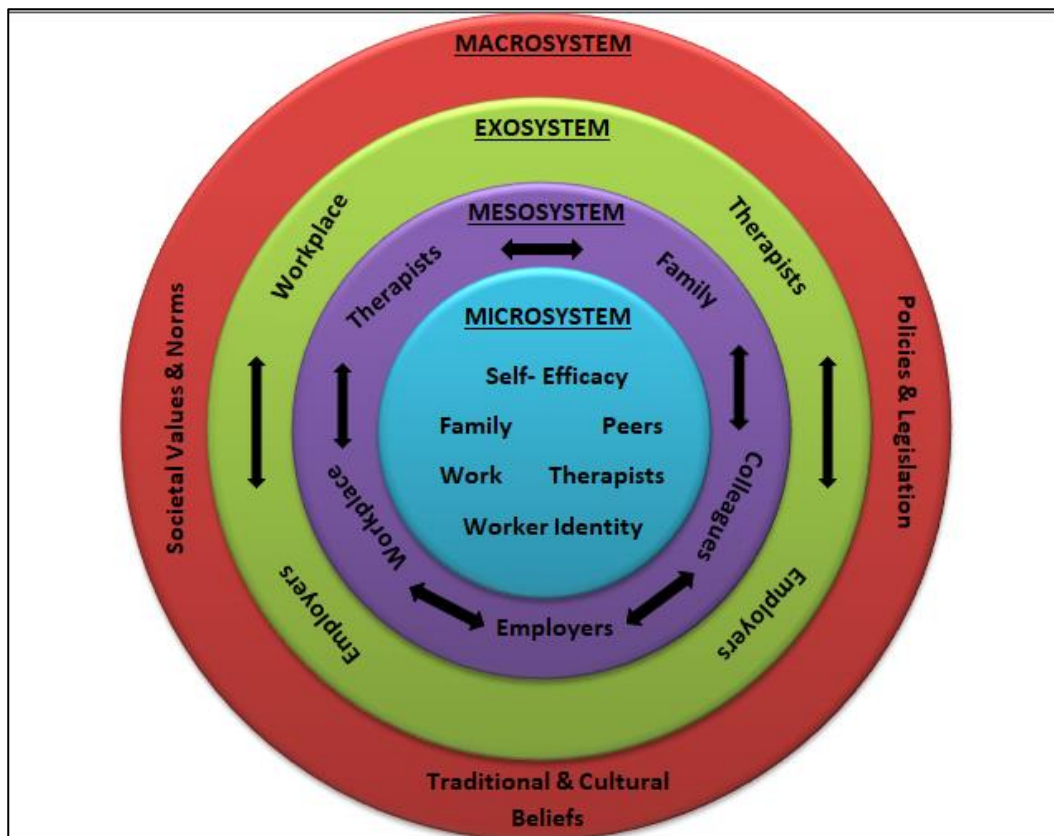 MACROSYSTEM
EXOSYSTEM
Workplace
Therapists
MESOSYSTEM
Therapists
Family
MICROSYSTEM
Self- Efficacy
Family Peers
Work Therapists
Worker Identity
Societal Values & Norms
Policies & Legislation
Workplace
Colleagues
Employers
Employers
Employers
Traditional & Cultural
Beliefs